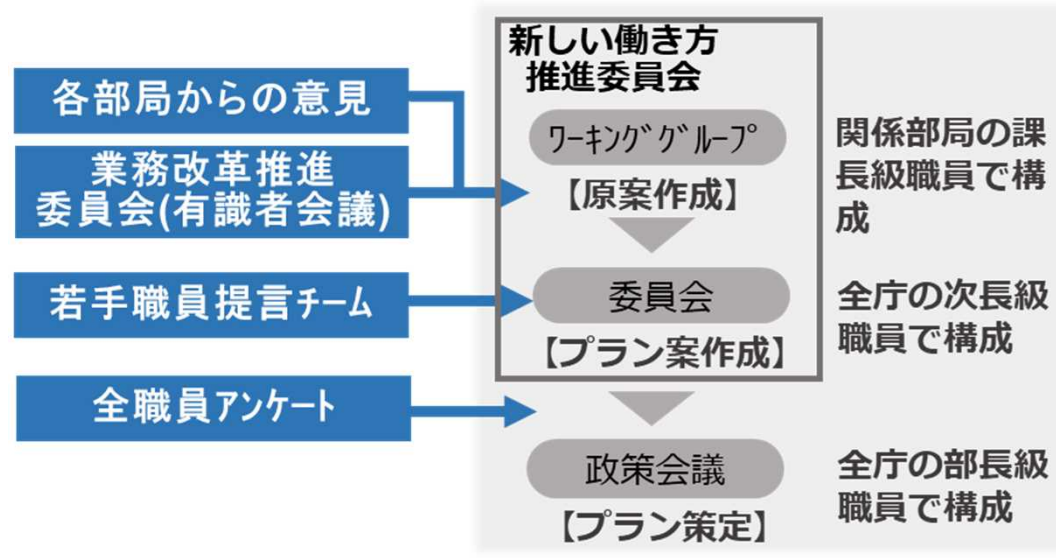 各部局からの意見
業務改革推進
委員会(有識者会議)
若手職員提言チーム
全職員アンケート
新しい働き方
推進委員会
ワーキンググループ
【原案作成】
委員会
【プラン案作成】
政策会議
【プラン策定】
関係部局の課
長級職員で構
成
全庁の次長級
職員で構成
全庁の部長級
職員で構成